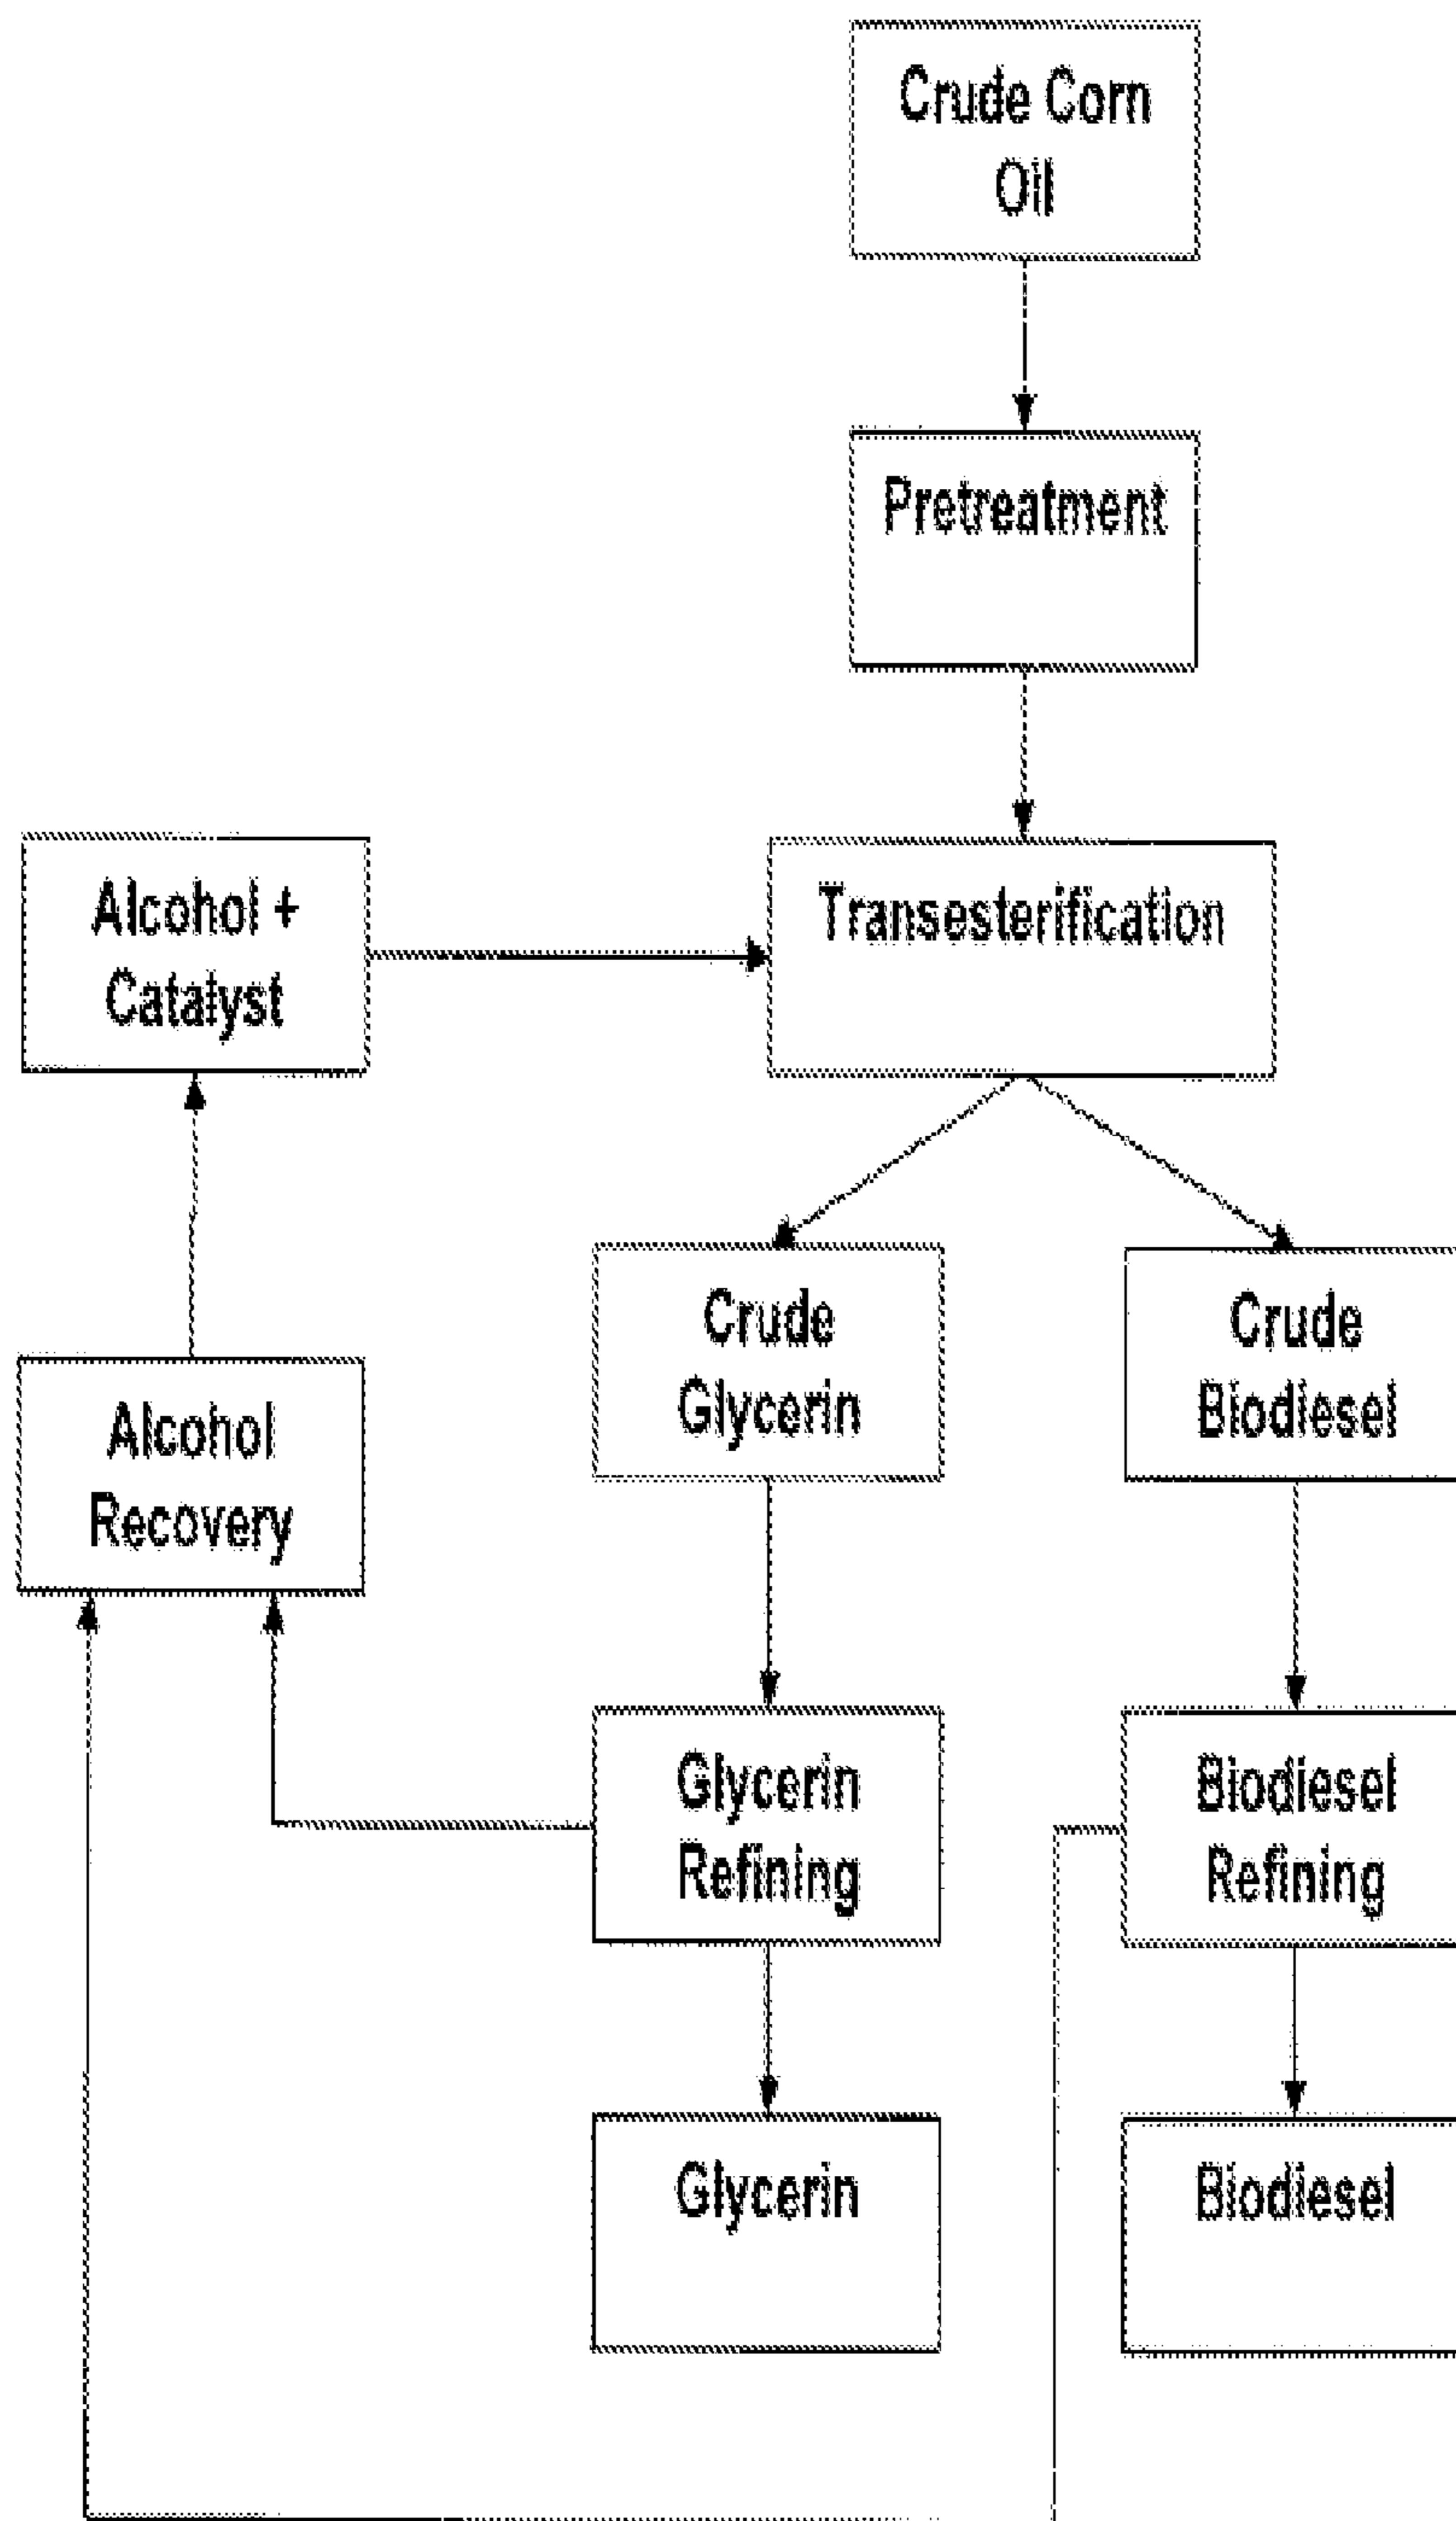 Crude Corn
Oil
Pretreatment
Alcohol +
Catalyst
Transesterification
Crude
Glycerin
Crude
Biodiesel
Alcohol
Recovery
Glycerin
Refining
Biodiesel
Refining
Glycerin
Biodiesel